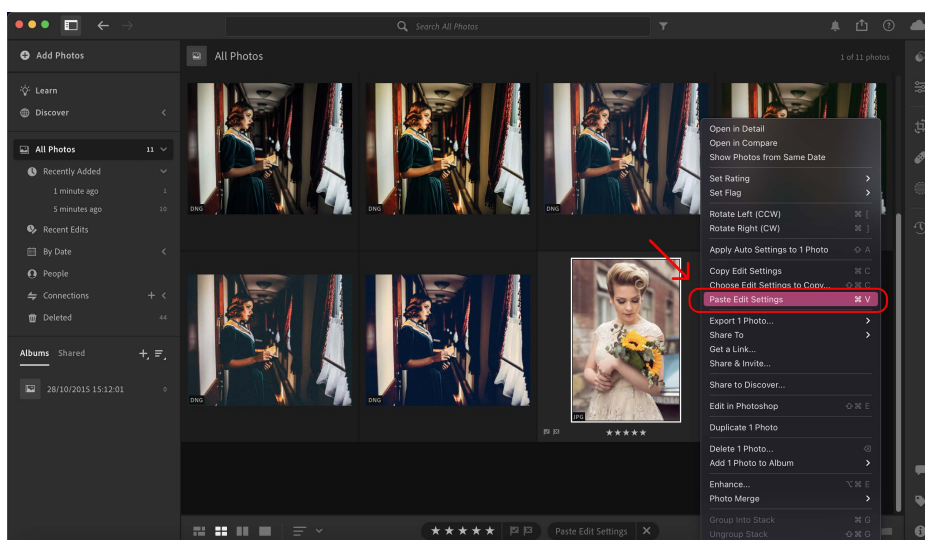 Search All Photos
Add Photos
All Photos
1 of 11 photos
Learn
Discover
All Photos 11
Recently Added
1 minute ago 1
5 minutes ago 10
Recent Edits
By Date
People
Connections
Deleted 44
Albums Shared
28/10/2015 15:12:01
DNG
DNG
DNG
DNG
DNG
JPG
Open in Detail
Open in Compare
Show Photos from Same Date
Set Rating
Set Flag
Rotate Left (CCW) ⌘ [
Rotate Right (CW) ⌘ ]
Apply Auto Settings to 1 Photo ⇧ A
Copy Edit Settings ⌘ C
Choose Edit Settings to Copy... ⇧ ⌘ C
Paste Edit Settings ⌘ V
Export 1 Photo...
Share To
Get a Link...
Share & Invite...
Share to Discover...
Edit in Photoshop ⇧ ⌘ E
Duplicate 1 Photo
Delete 1 Photo...
Add 1 Photo to Album
Enhance... ⌥ ⌘ E
Photo Merge
Group Into Stack ⌘ G
Ungroup Stack ⇧ ⌘ G
Paste Edit Settings